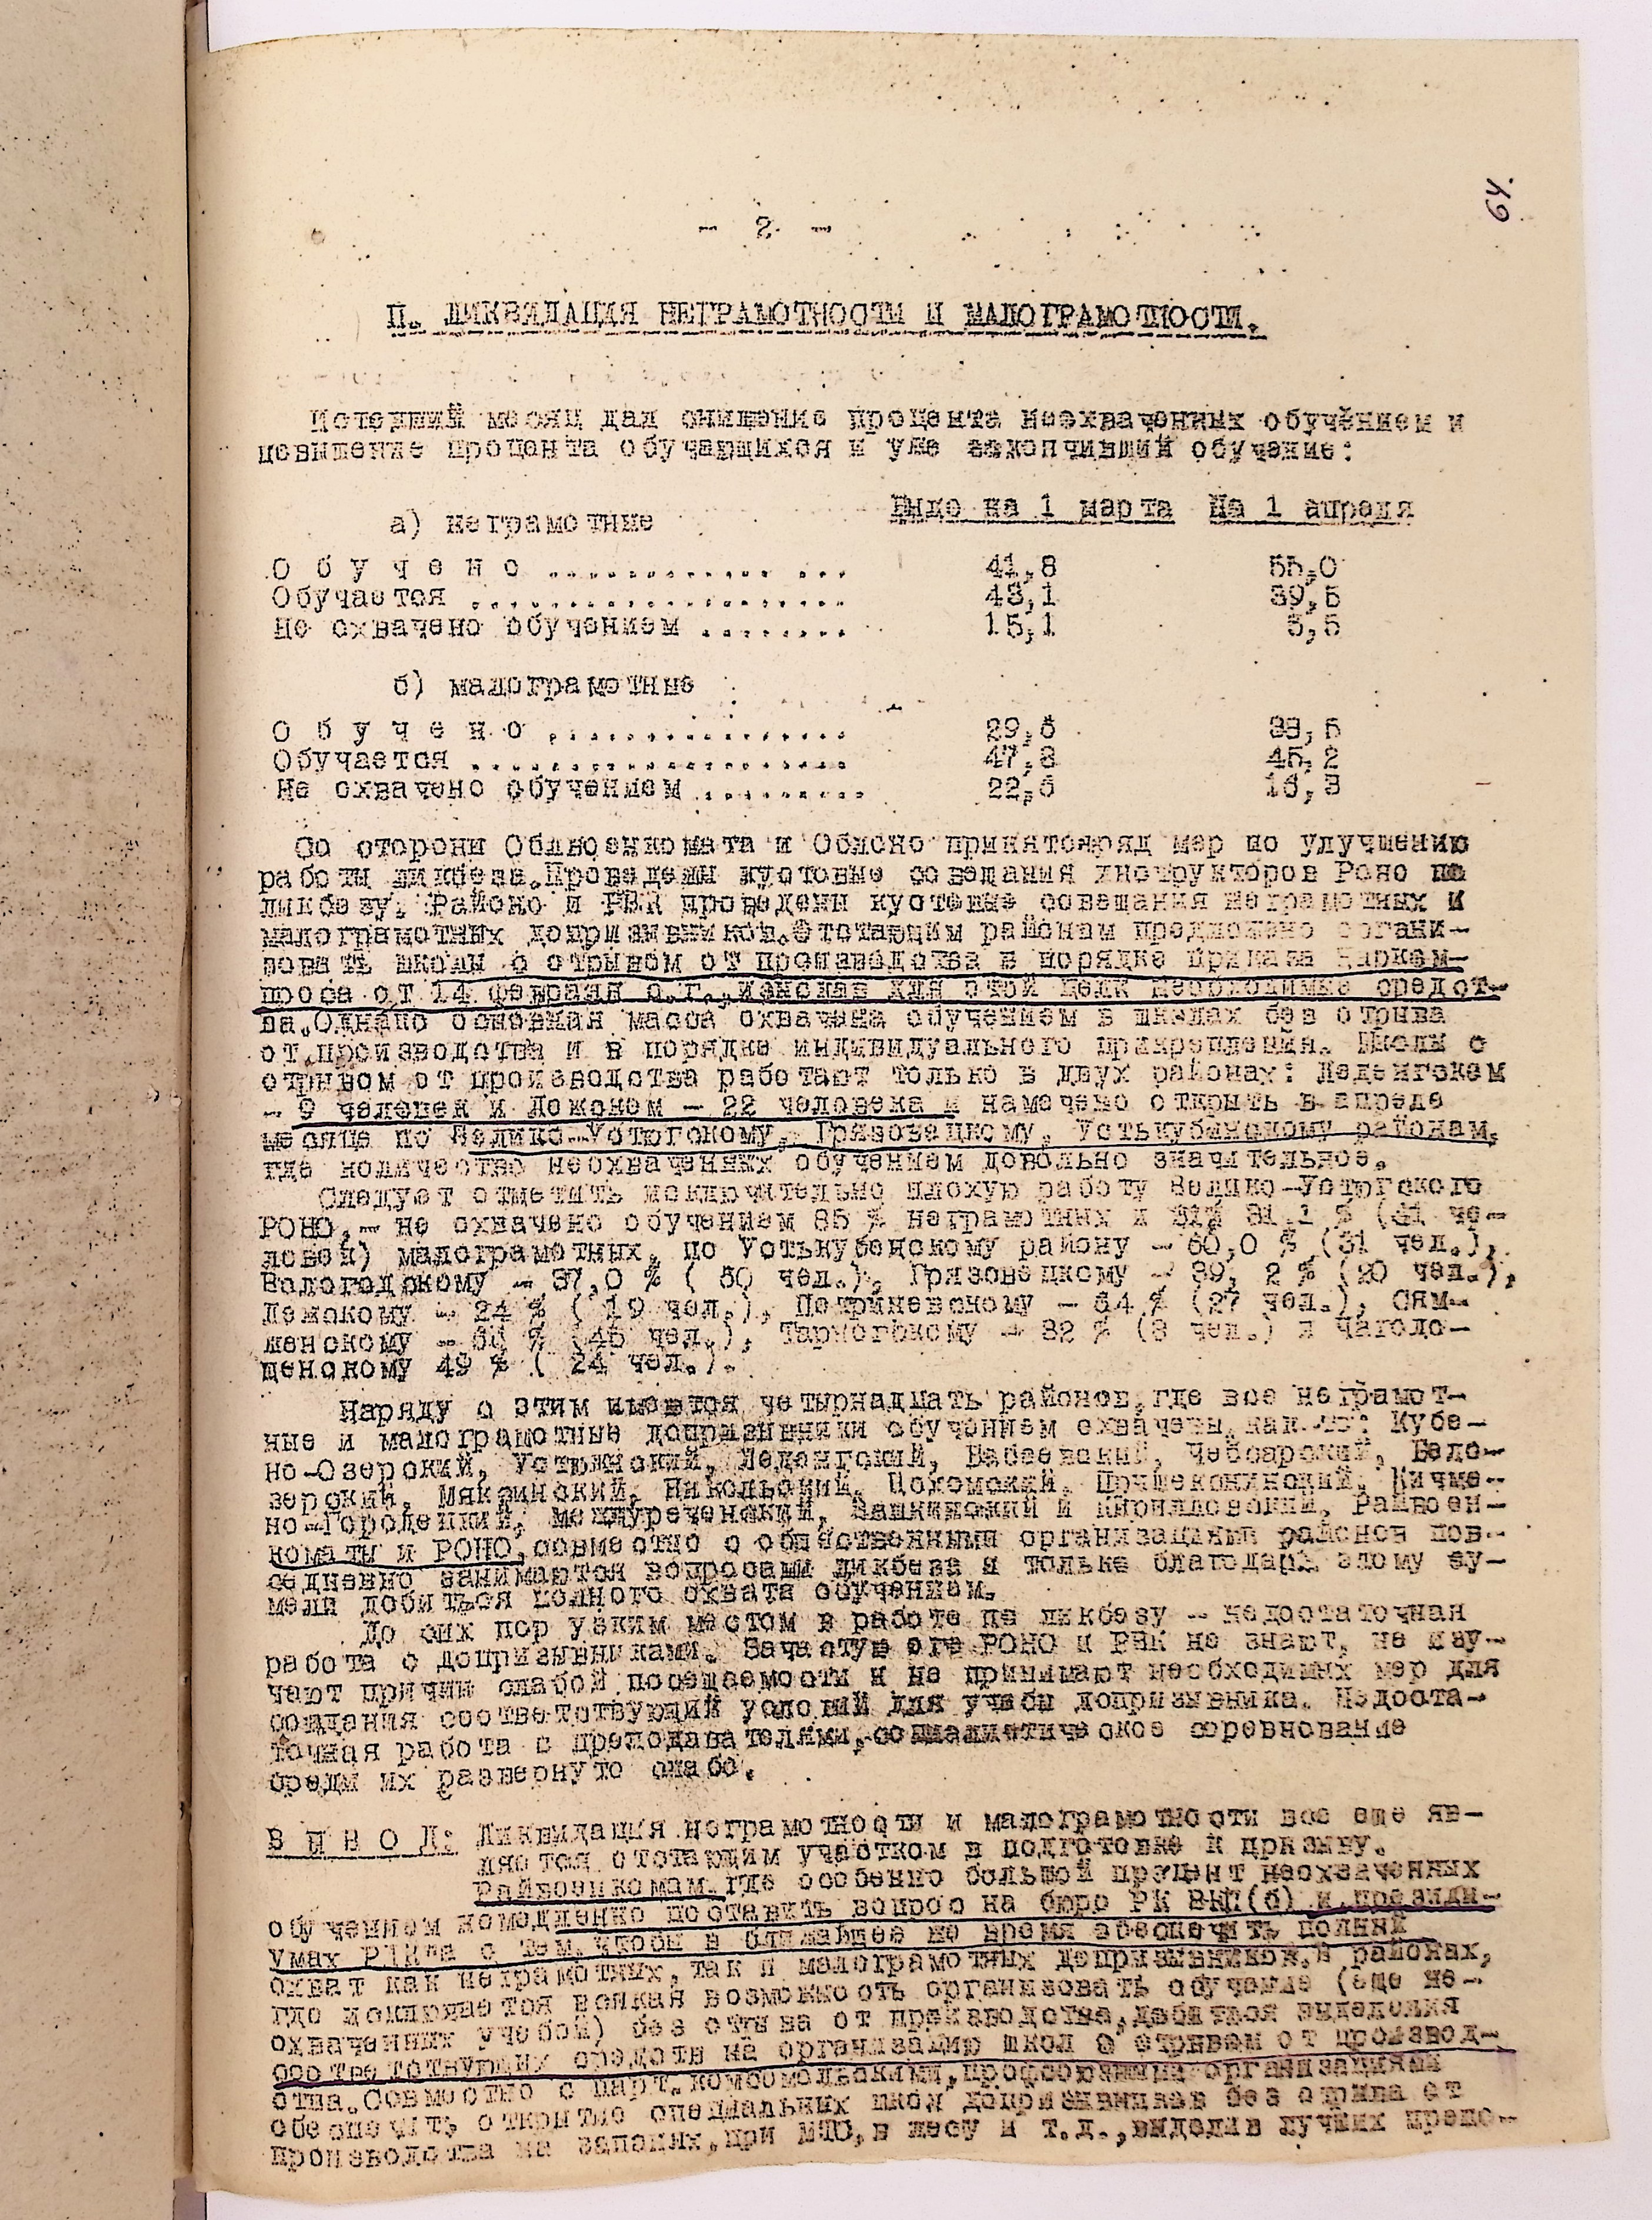 64.
- 2 -
П. ЛИКВИДАЦИЯ НЕГРАМОТНОСТИ И МАЛОГРАМОТНОСТИ.
Истекший месяц дал снижение процента неохваченных обучением и
повышение процента обучающихся и уже закончивший обучение:
Было на 1 марта На 1 апреля
а) неграмотные
О б у ч е н о .............. ... 41,8 55,0
Обучается .................... 43,1 39,5
Не охвачено обучением ........ 15,1 5,5
б) малограмотные
О б у ч е н о ................ 29,6 38,5
Обучается .................... 47,8 45,2
Не охвачено обучением .......... 22,6 16,3
Со стороны Облвоенкомата и Облоно принято ряд мер по улучшению
работы ликбеза. Проведены кустовые совещания инструкторов Роно по
ликбезу. Районо и РВК проведены кустовые совещания неграмотных и
малограмотных допризывников. Отстающим районам предложено органи-
зовать школы с отрывом от производства в порядке приказа Нарком-
проса от 14 февраля с.г., изыскав для этой цели необходимые средст-
ва. Однако основная масса охвачена обучением в школах без отрыва
от производства и в порядке индивидуального прикрепления. Школы с
отрывом от производства работают только в двух районах: Леденгском
- 9 человек и Лежском - 22 человека и намечено открыть в апреле
месяце по Велико-Устюгскому, Грязовецкому, Устькубинскому районам,
где количество неохваченных обучением довольно значительное.
Следует отметить исключительно плохую работу Велико-Устюгского
РОНО, - не охвачено обучением 85 % неграмотных и 81,1 % (41 че-
ловек) малограмотных, по Устькубенскому району - 60,0 % (31 чел.),
Вологодскому - 37,0 % ( 50 чел.), Грязовецкому - 39, 2 % (20 чел.),
Лежскому - 24 % ( 19 чел.), Петриневскому - 64 % (27 чел.), Сям-
женскому - % (45 чел.), Тарногскому - 32 % (8 чел.) и Чагодо-
щенскому 49 % ( 24 чел.).
Наряду с этим имеются четырнадцать районов, где все неграмот-
ные и малограмотные допризывники обучением охвачены, как-то: Кубе-
но-Озерский, Устюженский, Леденгский, Бабаевский, Чебсарский, Бело-
зерский, Мяксинский, Никольский, Пошехонский, Кичме-
но-Городецкий, Междуреченский, Вашкинский и Кирилловский. Райвоен-
коматы и РОНО, совместно с общественными организациями районов пов-
седневно занимаются вопросами ликбеза и только благодаря этому су-
мели добиться полного охвата обучением.
До сих пор узким местом в работе по ликбезу - недостаточная
работа с допризывниками. Зачастую РОНО и РВК не знают, не изу-
чают причин слабой посещаемости и не принимают необходимых мер для
создания соответствующий условий для учебы допризывника. Недоста-
точная работа с преподавателями, социалистическое соревнование
среди их развернуто слабо.
В Ы В О Д: Ликвидация неграмотности и малограмотности все еще яв-
ляется отстающим участком в подготовке к призыву.
Райвоенкомам, где особенно большой процент неохваченных
обучением немедленно поставить вопрос на бюро РК ВКП(б) и президи-
умах РИК"а с тем, чтобы в ближайшее же время обеспечить полный
охват как неграмотных, так и малограмотных допризывников, в районах,
где исключается всякая возможность организовать обучение (еще не-
охваченных учебой) без отрыва от производства, добиться выделения
соответствующих средств на организацию школ с отрывом от производ-
ства. Совместно с парт. комсомольскими, профсоюзными организациями
обеспечить открытие специальных школ допризывников без отрыва от
производства на запанях, при МТС, в лесу и т.д., выделив лучших препо-